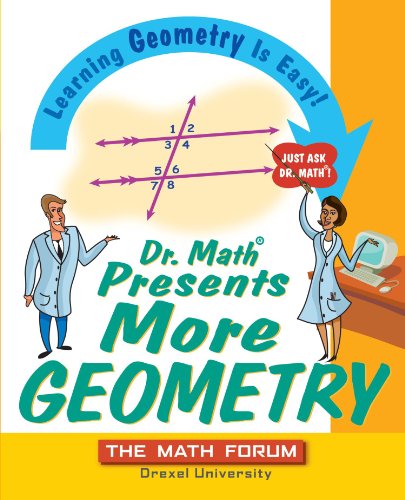 Learning Geometry Is Easy!
1 2
3 4
5 6
7 8
JUST ASK
DR. MATH®!
Dr. Math®
Presents
More
GEOMETRY
THE MATH FORUM
Drexel University